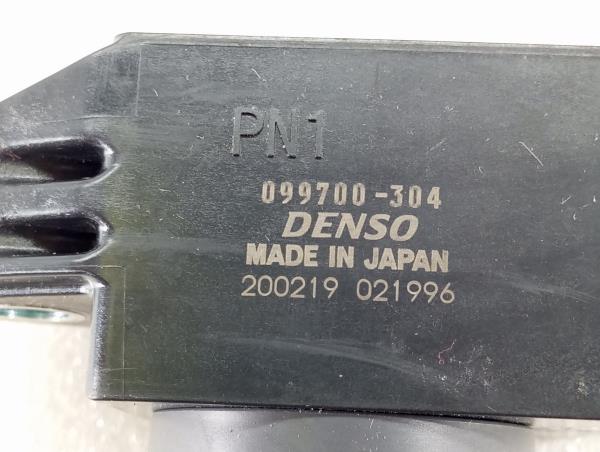 PN1
099700-304
DENSO
MADE IN JAPAN
200219 021996